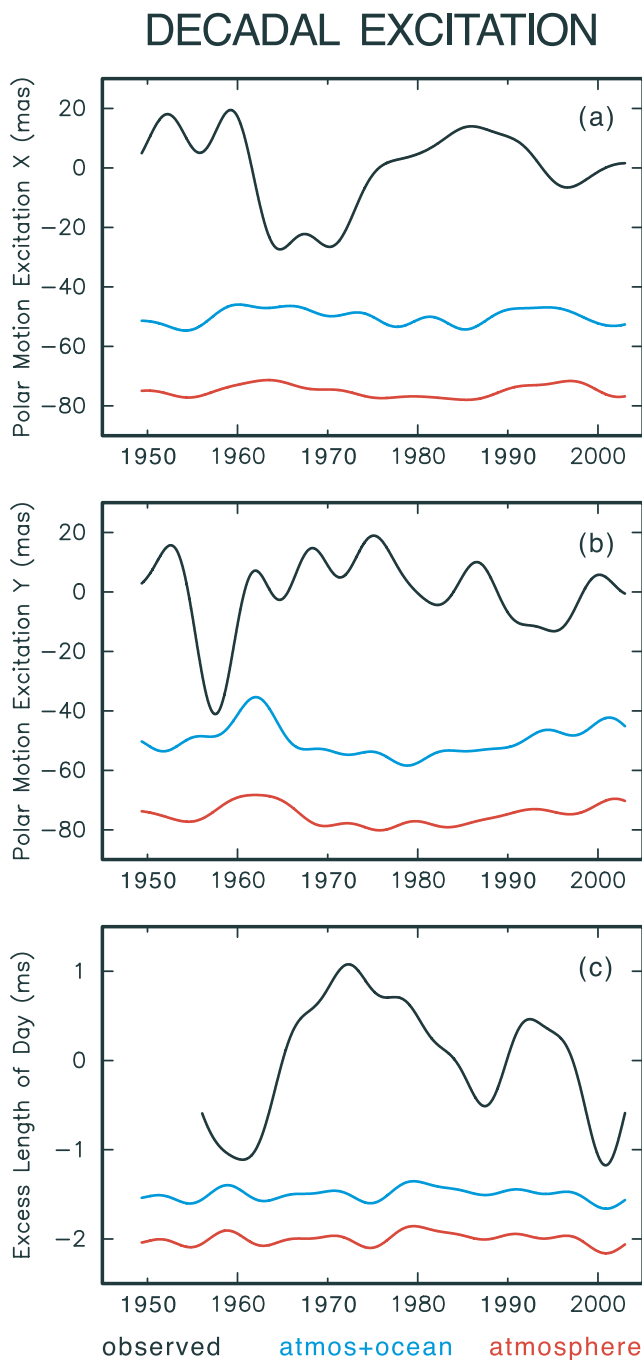 DECADAL EXCITATION
Polar Motion Excitation X (mas)
(a)
20
0
−20
−40
−60
−80
1950 1960 1970 1980 1990 2000
Polar Motion Excitation Y (mas)
(b)
20
0
−20
−40
−60
−80
1950 1960 1970 1980 1990 2000
Excess Length of Day (ms)
(c)
1
0
−1
−2
1950 1960 1970 1980 1990 2000
observed atmos+ocean atmosphere